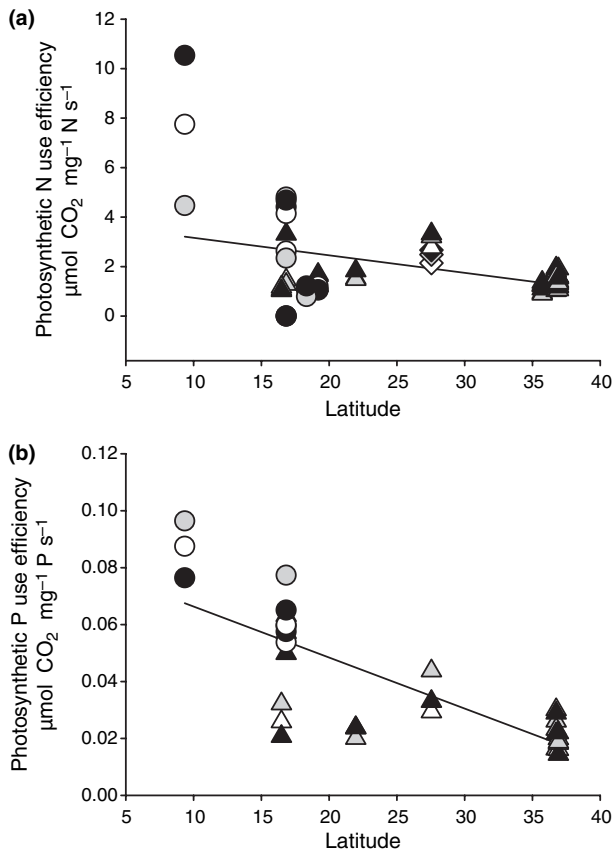 (a)
Photosynthetic N use efficiency
µmol CO₂ mg⁻¹ N s⁻¹
12
10
8
6
4
2
0
5 10 15 20 25 30 35 40
Latitude
(b)
Photosynthetic P use efficiency
µmol CO₂ mg⁻¹ P s⁻¹
0.12
0.10
0.08
0.06
0.04
0.02
0.00
5 10 15 20 25 30 35 40
Latitude